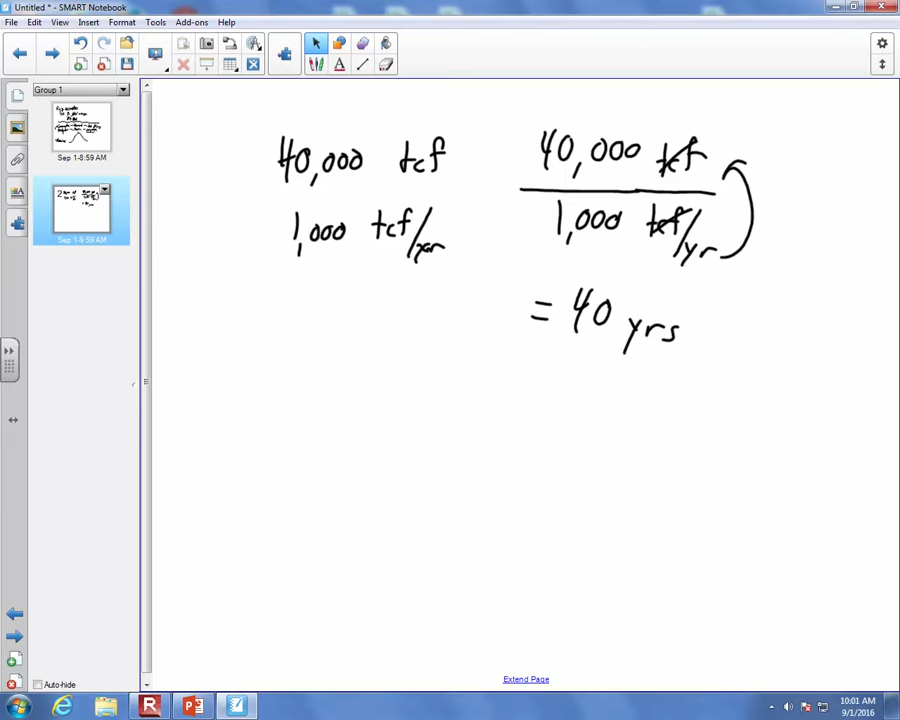 Untitled * - SMART Notebook
File Edit View Insert Format Tools Add-ons Help
Group 1
Sep 1-8:59 AM
Sep 1-9:59 AM
40,000 tcf
1,000 tcf/yr
40,000 tcf
1,000 tcf/yr
= 40 yrs
Auto-hide
Extend Page
10:01 AM
9/1/2016